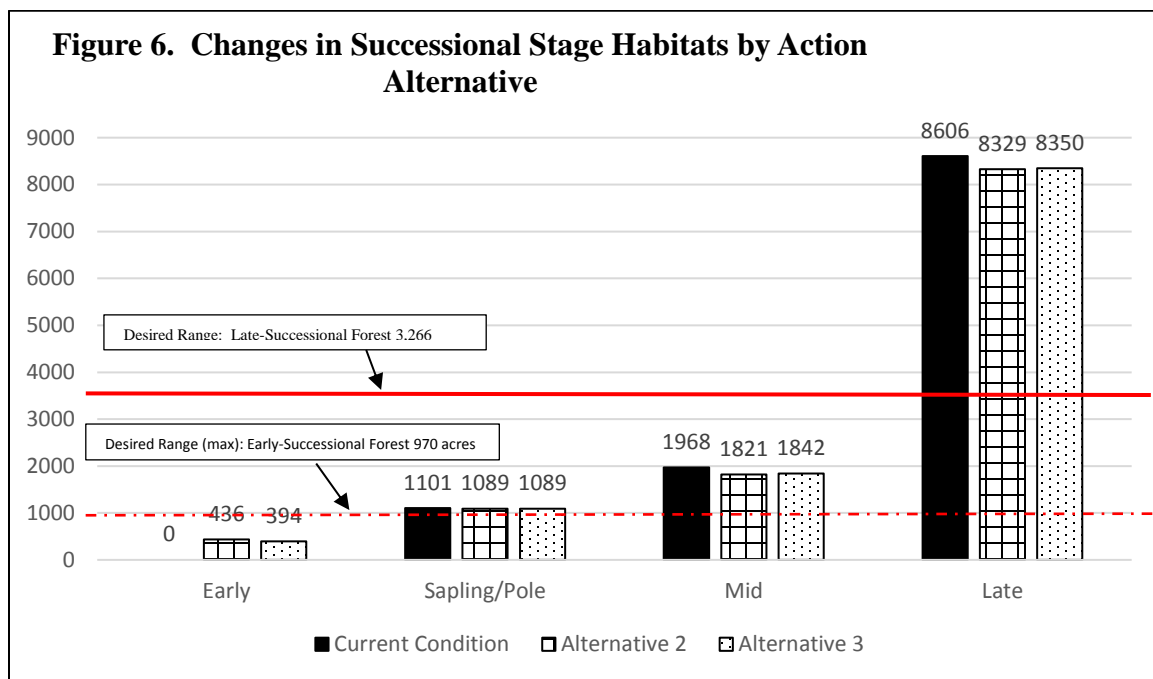 Figure 6. Changes in Successional Stage Habitats by Action
Alternative
9000
8000
7000
6000
5000
4000
3000
2000
1000
0
8606
8329
8350
Desired Range: Late-Successional Forest 3.266
Desired Range (max): Early-Successional Forest 970 acres
1968
1821
1842
1101
1089
1089
0
436
394
Early
Sapling/Pole
Mid
Late
Current Condition
Alternative 2
Alternative 3